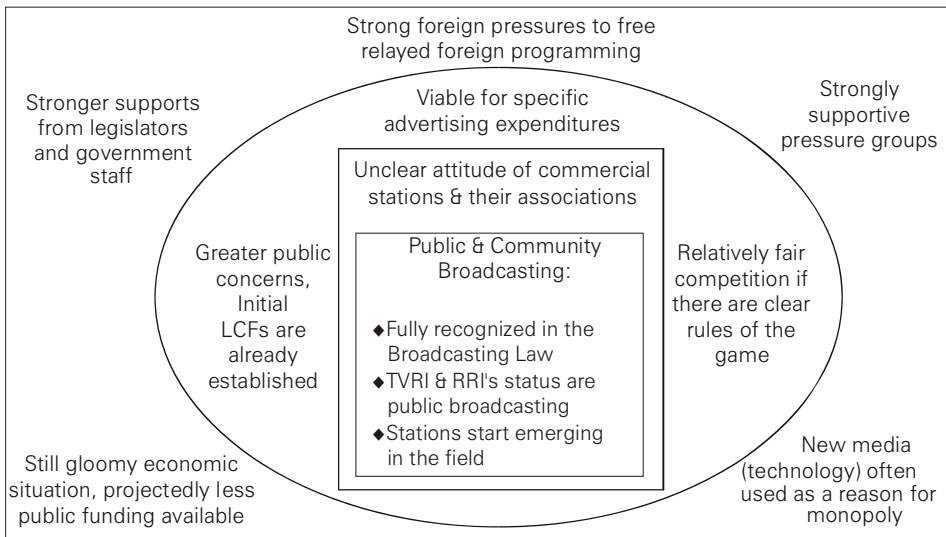 Strong foreign pressures to free
relayed foreign programming
Stronger supports
from legislators
and government
staff
Viable for specific
advertising expenditures
Strongly
supportive
pressure groups
Unclear attitude of commercial
stations & their associations
Greater public
concerns,
Initial
LCFs are
already
established
Public & Community
Broadcasting:
◆Fully recognized in the
Broadcasting Law
◆TVRI & RRI's status are
public broadcasting
◆Stations start emerging
in the field
Relatively fair
competition if
there are clear
rules of the
game
Still gloomy economic
situation, projectedly less
public funding available
New media
(technology) often
used as a reason for
monopoly